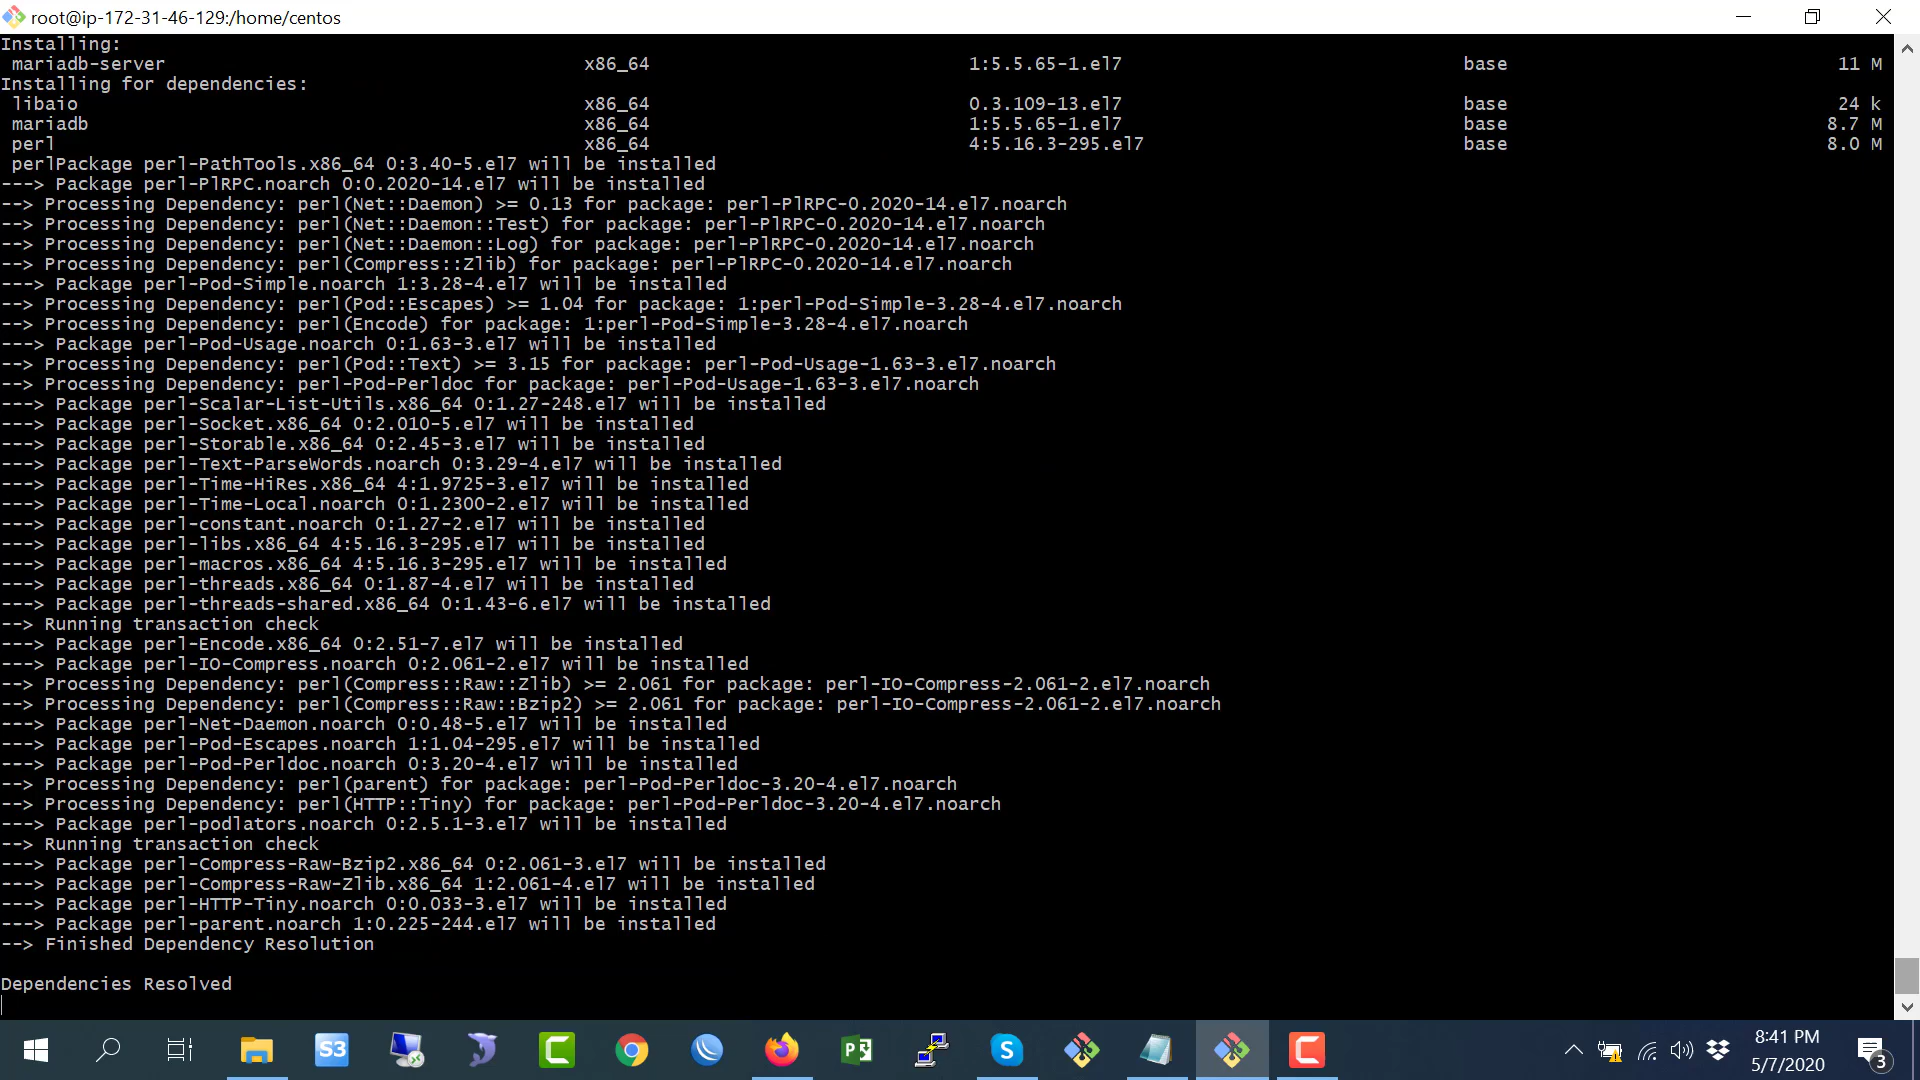 root@ip-172-31-46-129:/home/centos
Installing:
mariadb-server x86_64 1:5.5.65-1.el7 base 11 M
Installing for dependencies:
libaio x86_64 0.3.109-13.el7 base 24 k
mariadb x86_64 1:5.5.65-1.el7 base 8.7 M
perl x86_64 4:5.16.3-295.el7 base 8.0 M
perlPackage perl-PathTools.x86_64 0:3.40-5.el7 will be installed
---> Package perl-PlRPC.noarch 0:0.2020-14.el7 will be installed
--> Processing Dependency: perl(Net::Daemon) >= 0.13 for package: perl-PlRPC-0.2020-14.el7.noarch
--> Processing Dependency: perl(Net::Daemon::Test) for package: perl-PlRPC-0.2020-14.el7.noarch
--> Processing Dependency: perl(Net::Daemon::Log) for package: perl-PlRPC-0.2020-14.el7.noarch
--> Processing Dependency: perl(Compress::Zlib) for package: perl-PlRPC-0.2020-14.el7.noarch
---> Package perl-Pod-Simple.noarch 1:3.28-4.el7 will be installed
--> Processing Dependency: perl(Pod::Escapes) >= 1.04 for package: 1:perl-Pod-Simple-3.28-4.el7.noarch
--> Processing Dependency: perl(Encode) for package: 1:perl-Pod-Simple-3.28-4.el7.noarch
---> Package perl-Pod-Usage.noarch 0:1.63-3.el7 will be installed
--> Processing Dependency: perl(Pod::Text) >= 3.15 for package: perl-Pod-Usage-1.63-3.el7.noarch
--> Processing Dependency: perl-Pod-Perldoc for package: perl-Pod-Usage-1.63-3.el7.noarch
---> Package perl-Scalar-List-Utils.x86_64 0:1.27-248.el7 will be installed
---> Package perl-Socket.x86_64 0:2.010-5.el7 will be installed
---> Package perl-Storable.x86_64 0:2.45-3.el7 will be installed
---> Package perl-Text-ParseWords.noarch 0:3.29-4.el7 will be installed
---> Package perl-Time-HiRes.x86_64 4:1.9725-3.el7 will be installed
---> Package perl-Time-Local.noarch 0:1.2300-2.el7 will be installed
---> Package perl-constant.noarch 0:1.27-2.el7 will be installed
---> Package perl-libs.x86_64 4:5.16.3-295.el7 will be installed
---> Package perl-macros.x86_64 4:5.16.3-295.el7 will be installed
---> Package perl-threads.x86_64 0:1.87-4.el7 will be installed
---> Package perl-threads-shared.x86_64 0:1.43-6.el7 will be installed
--> Running transaction check
---> Package perl-Encode.x86_64 0:2.51-7.el7 will be installed
---> Package perl-IO-Compress.noarch 0:2.061-2.el7 will be installed
--> Processing Dependency: perl(Compress::Raw::Zlib) >= 2.061 for package: perl-IO-Compress-2.061-2.el7.noarch
--> Processing Dependency: perl(Compress::Raw::Bzip2) >= 2.061 for package: perl-IO-Compress-2.061-2.el7.noarch
---> Package perl-Net-Daemon.noarch 0:0.48-5.el7 will be installed
---> Package perl-Pod-Escapes.noarch 1:1.04-295.el7 will be installed
---> Package perl-Pod-Perldoc.noarch 0:3.20-4.el7 will be installed
--> Processing Dependency: perl(parent) for package: perl-Pod-Perldoc-3.20-4.el7.noarch
--> Processing Dependency: perl(HTTP::Tiny) for package: perl-Pod-Perldoc-3.20-4.el7.noarch
---> Package perl-podlators.noarch 0:2.5.1-3.el7 will be installed
--> Running transaction check
---> Package perl-Compress-Raw-Bzip2.x86_64 0:2.061-3.el7 will be installed
---> Package perl-Compress-Raw-Zlib.x86_64 1:2.061-4.el7 will be installed
---> Package perl-HTTP-Tiny.noarch 0:0.033-3.el7 will be installed
---> Package perl-parent.noarch 1:0.225-244.el7 will be installed
--> Finished Dependency Resolution
Dependencies Resolved
S3
8:41 PM
5/7/2020
3